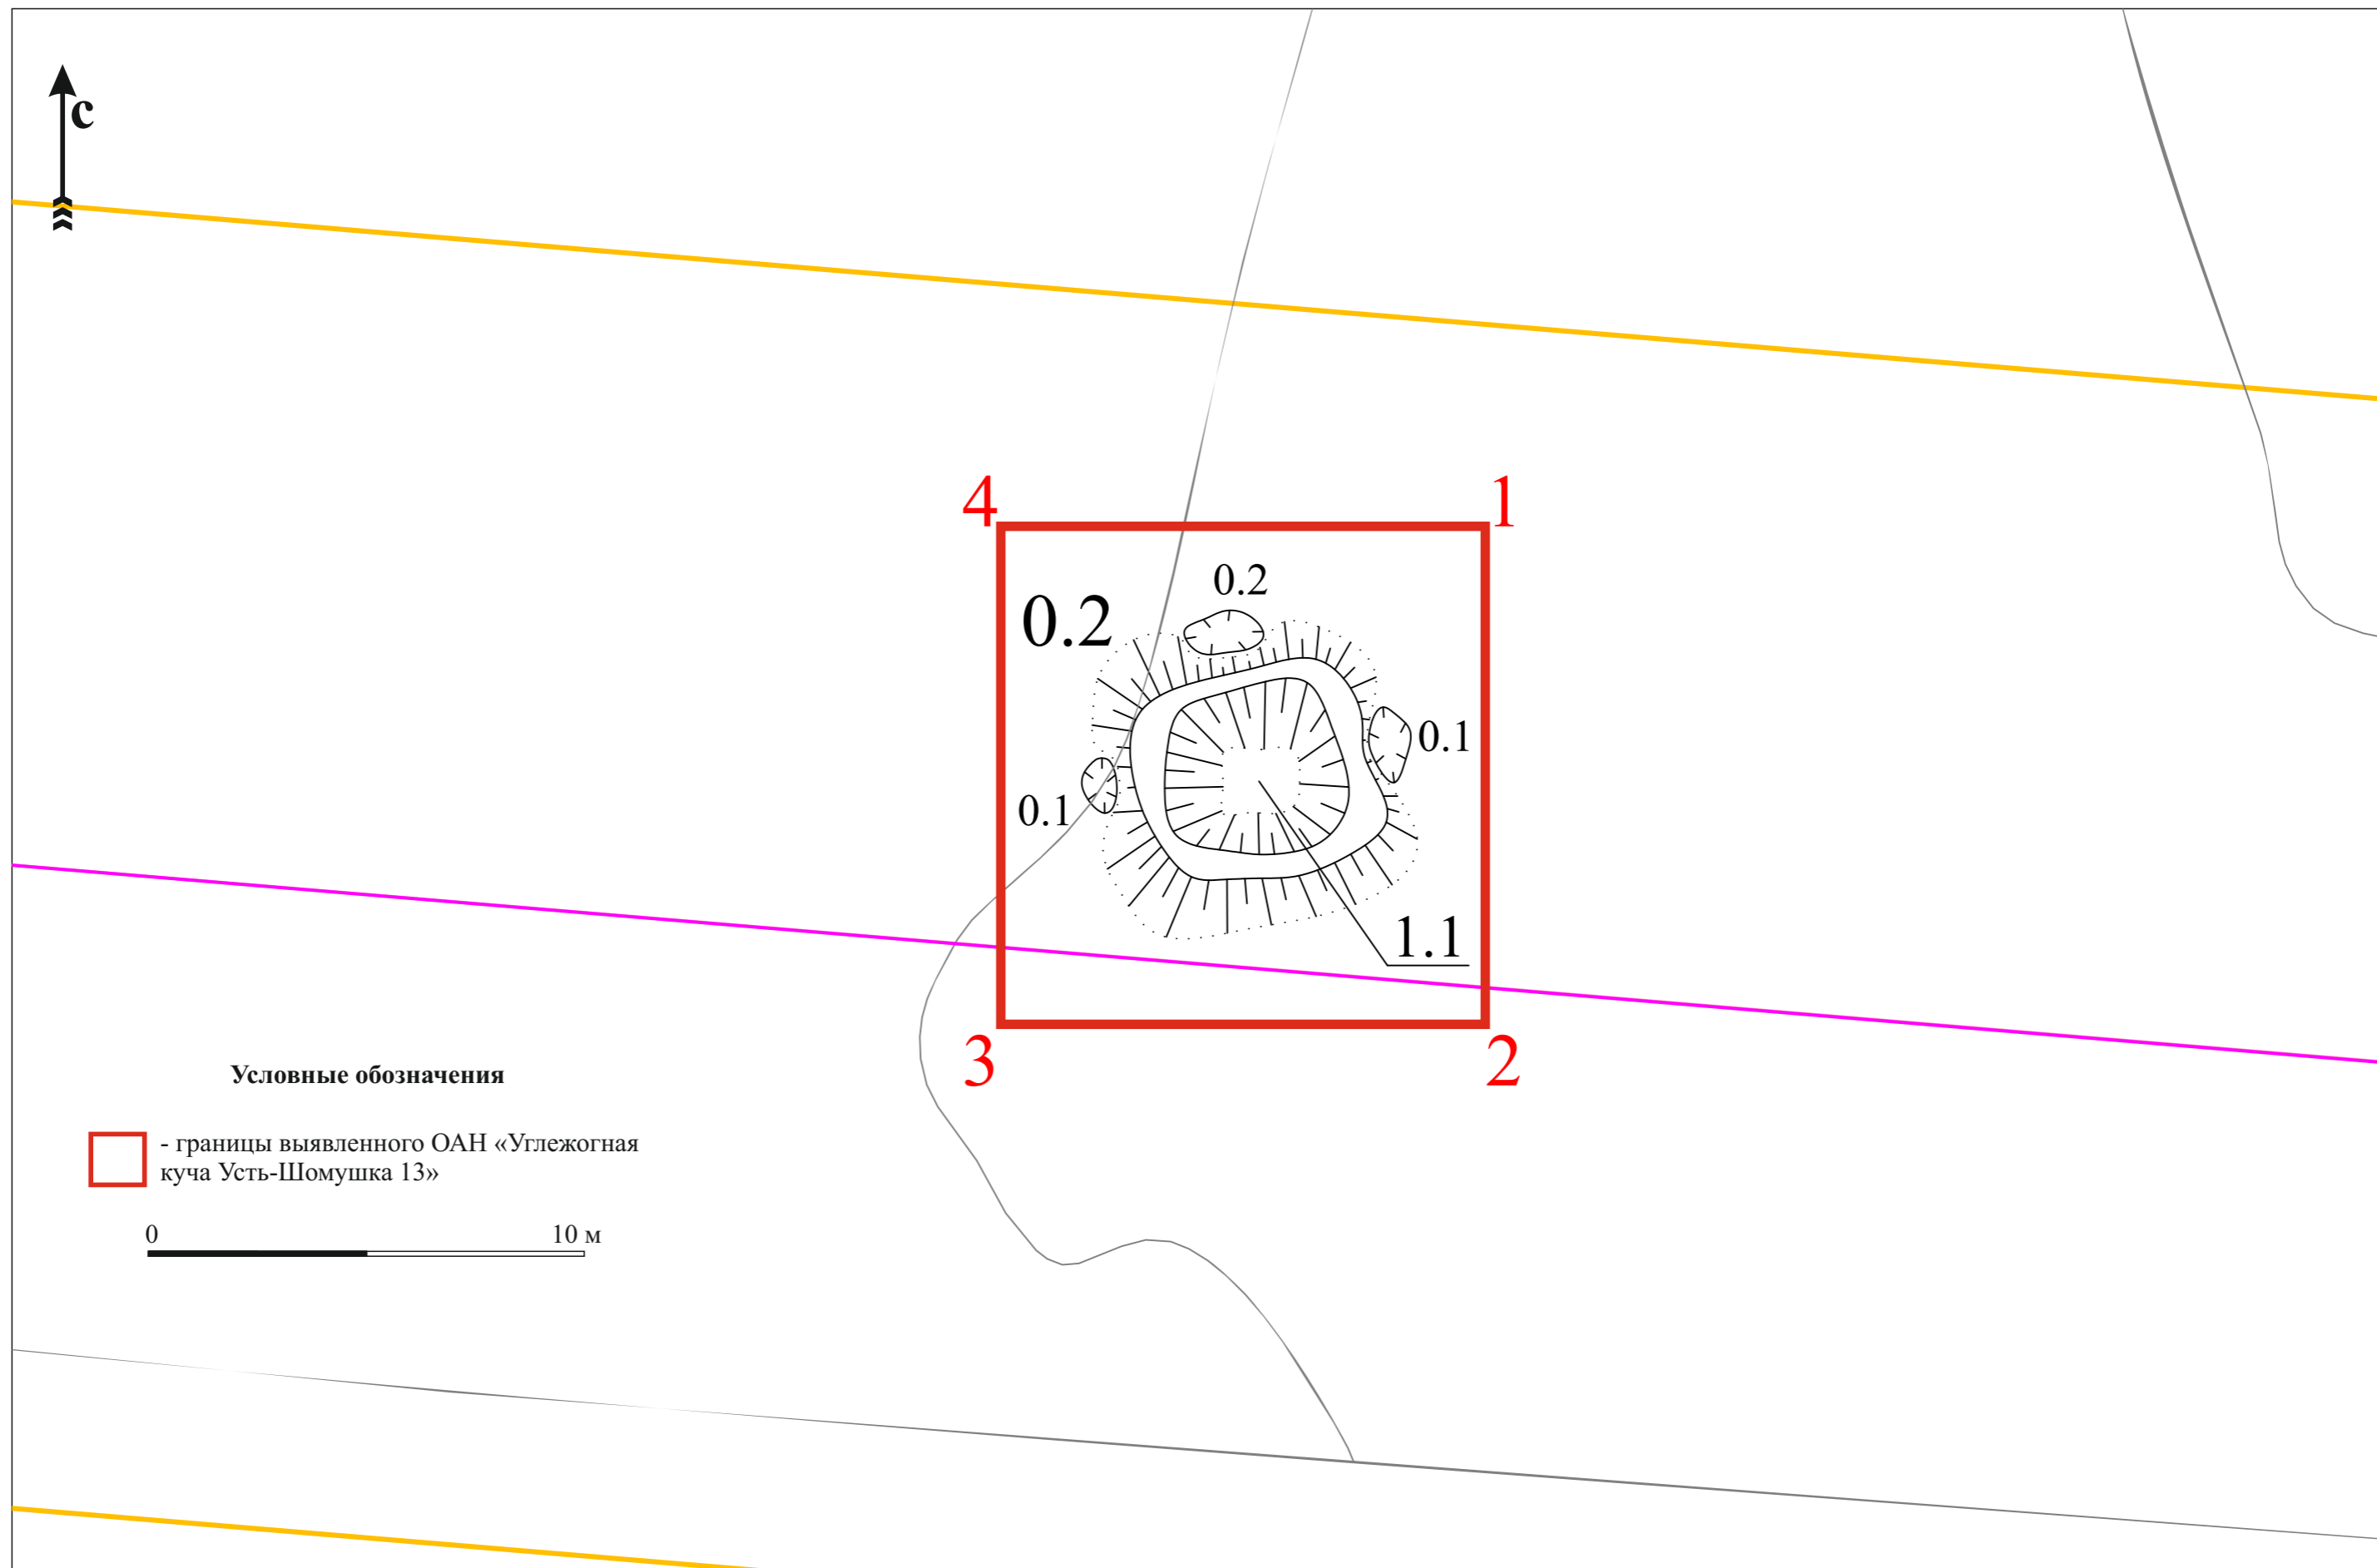 с
4 1
0.2
0.2
0.1
0.1
1.1
3 2
Условные обозначения
- границы выявленного ОАН «Углежогная
куча Усть-Шомушка 13»
0 10 м